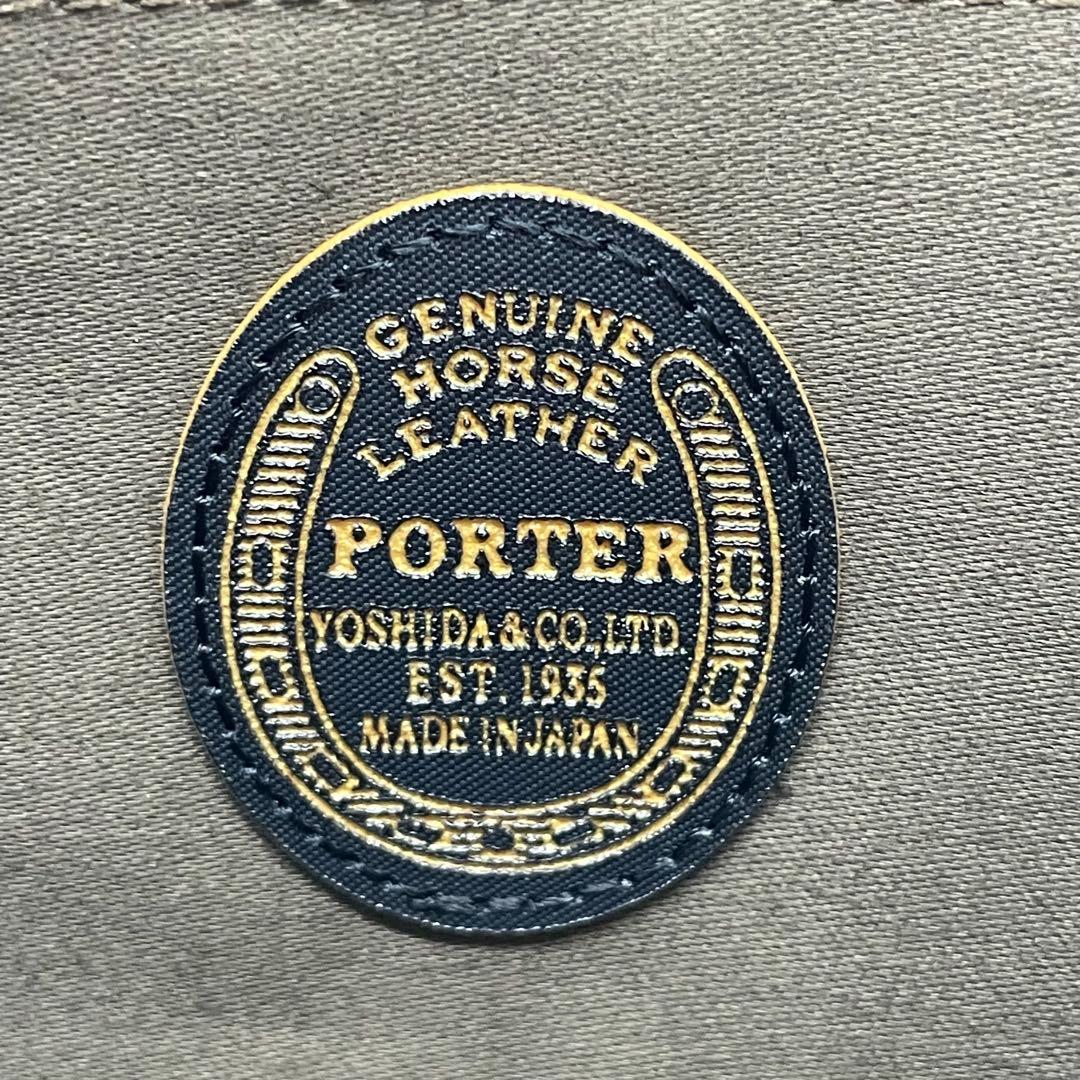 GENUINE
HORSE
LEATHER
PORTER
YOSHIDA & CO., LTD.
EST. 1935
MADE IN JAPAN